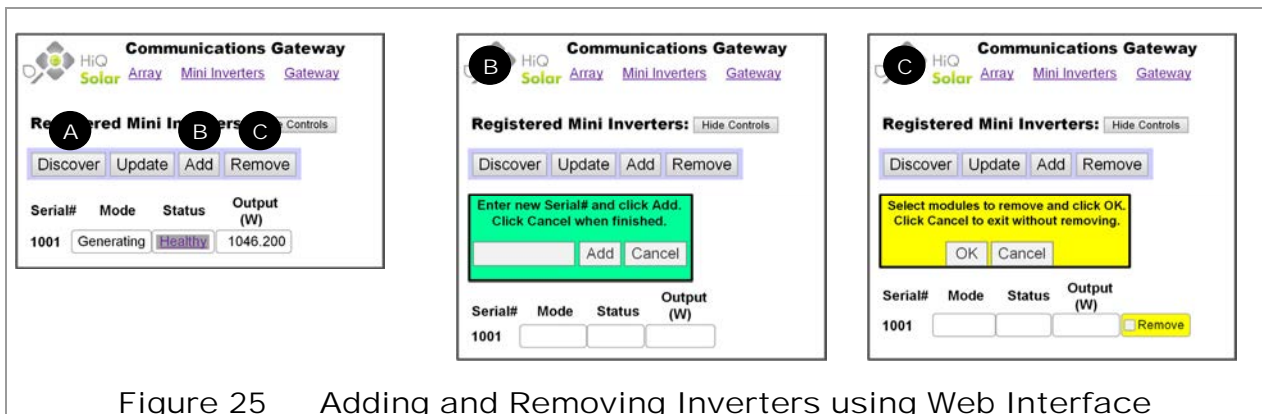 HiQ
Solar
Communications Gateway
Array Mini Inverters Gateway
A B C
Controls
Discover Update Add Remove
Serial# Mode Status Output (W)
1001 Generating Healthy 1046.200
B
HiQ
Solar
Communications Gateway
Array Mini Inverters Gateway
Registered Mini Inverters: Hide Controls
Discover Update Add Remove
Enter new Serial# and click Add.
Click Cancel when finished.
Add Cancel
Serial# Mode Status Output (W)
1001
C
HiQ
Solar
Communications Gateway
Array Mini Inverters Gateway
Registered Mini Inverters: Hide Controls
Discover Update Add Remove
Select modules to remove and click OK.
Click Cancel to exit without removing.
OK Cancel
Serial# Mode Status Output (W)
1001 Remove
Figure 25 Adding and Removing Inverters using Web Interface